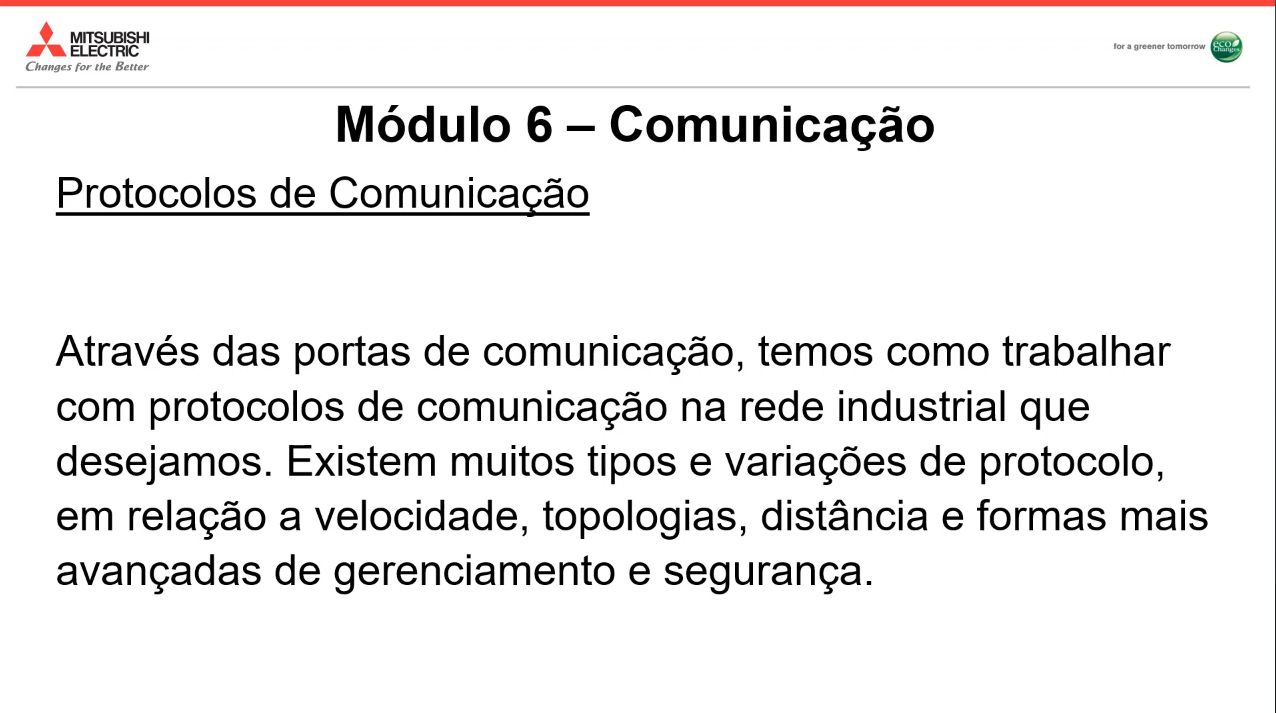 MITSUBISHI
ELECTRIC
Changes for the Better
for a greener tomorrow
eco
Changes
Módulo 6 – Comunicação
Protocolos de Comunicação
Através das portas de comunicação, temos como trabalhar
com protocolos de comunicação na rede industrial que
desejamos. Existem muitos tipos e variações de protocolo,
em relação a velocidade, topologias, distância e formas mais
avançadas de gerenciamento e segurança.